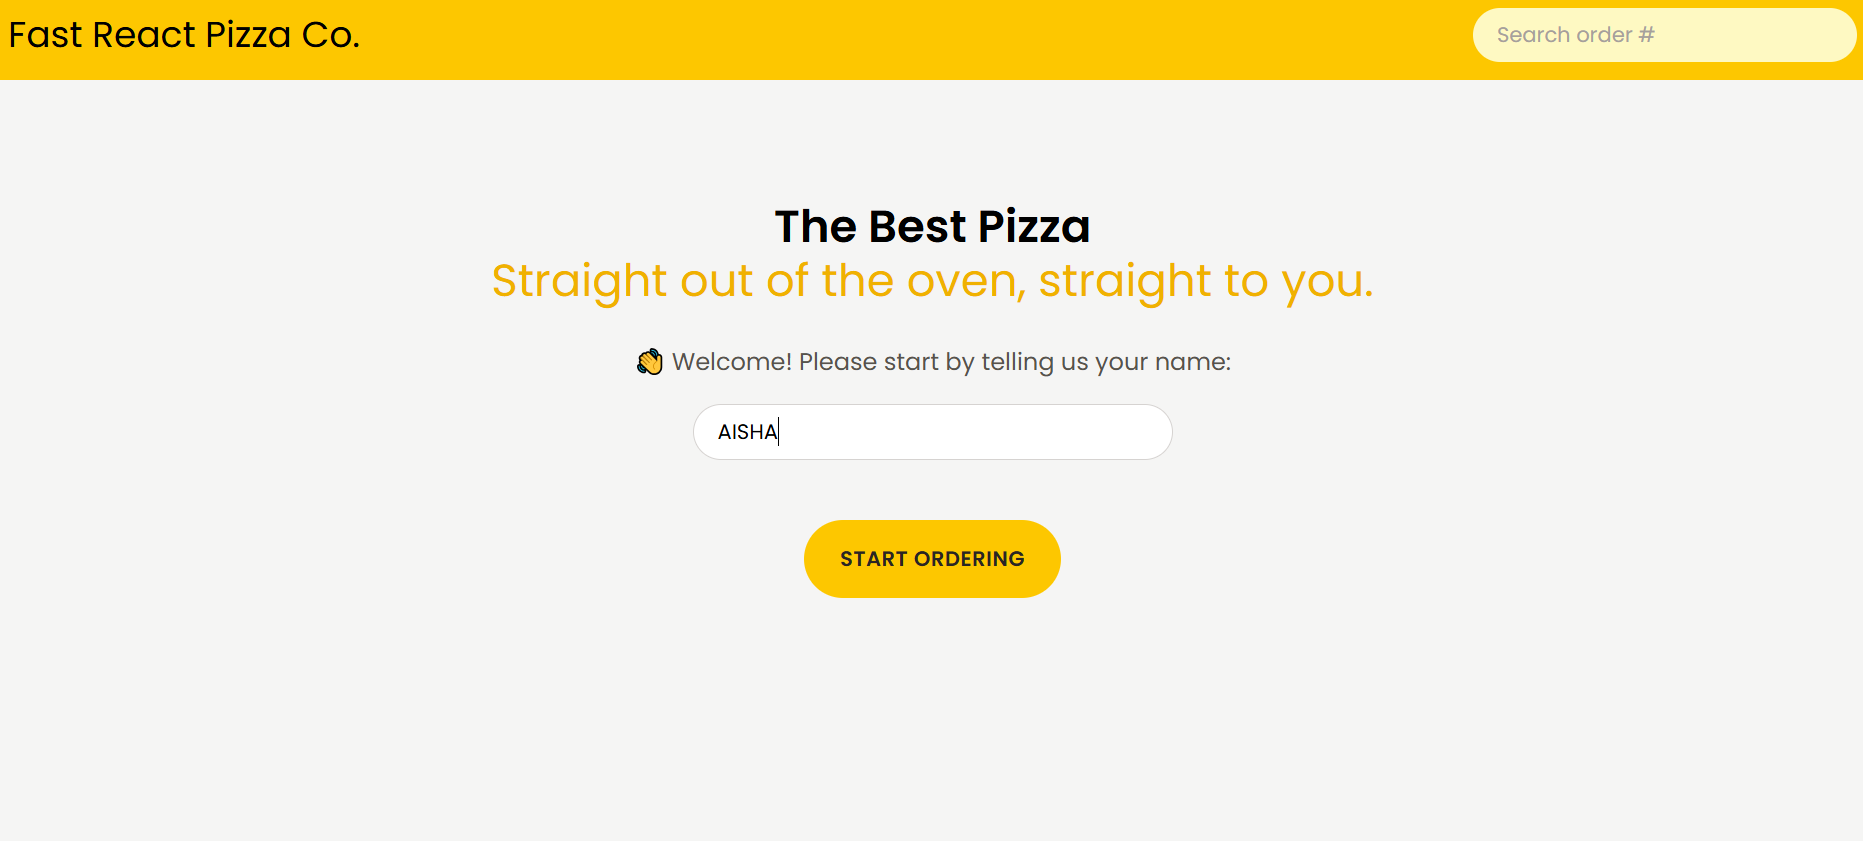 Fast React Pizza Co.
Search order #
The Best Pizza
Straight out of the oven, straight to you.
👋 Welcome! Please start by telling us your name:
AISHA
START ORDERING